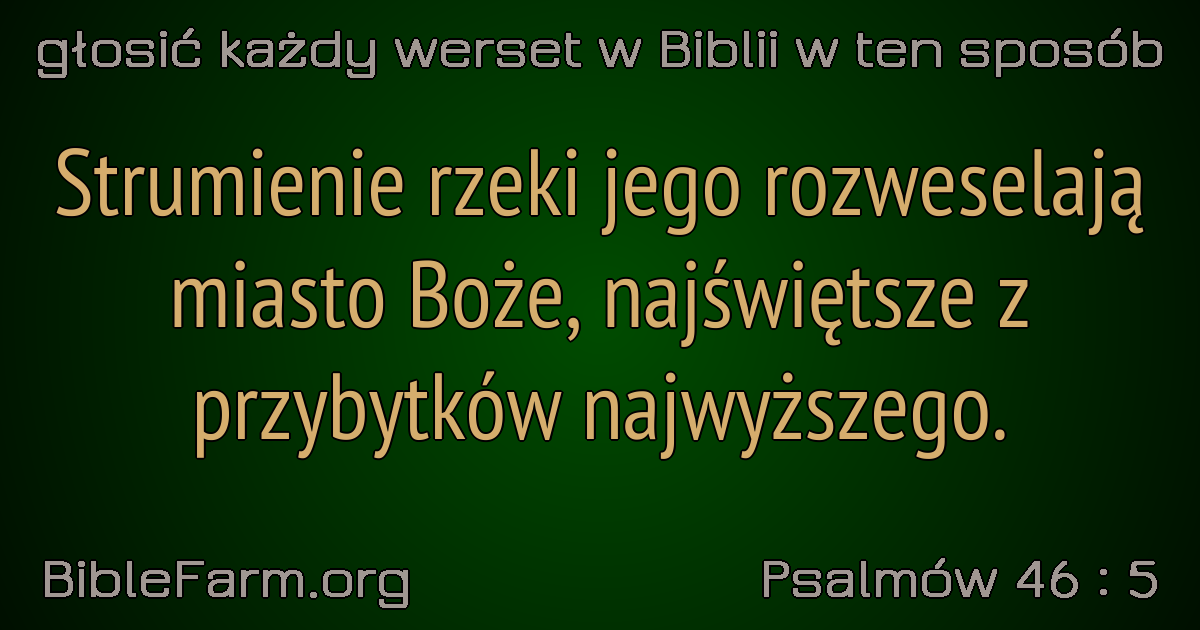 głosić każdy werset w Biblii w ten sposób
Strumienie rzeki jego rozweselają
miasto Boże, najświętsze z
przybytków najwyższego.
BibleFarm.org
Psalmów 46 : 5